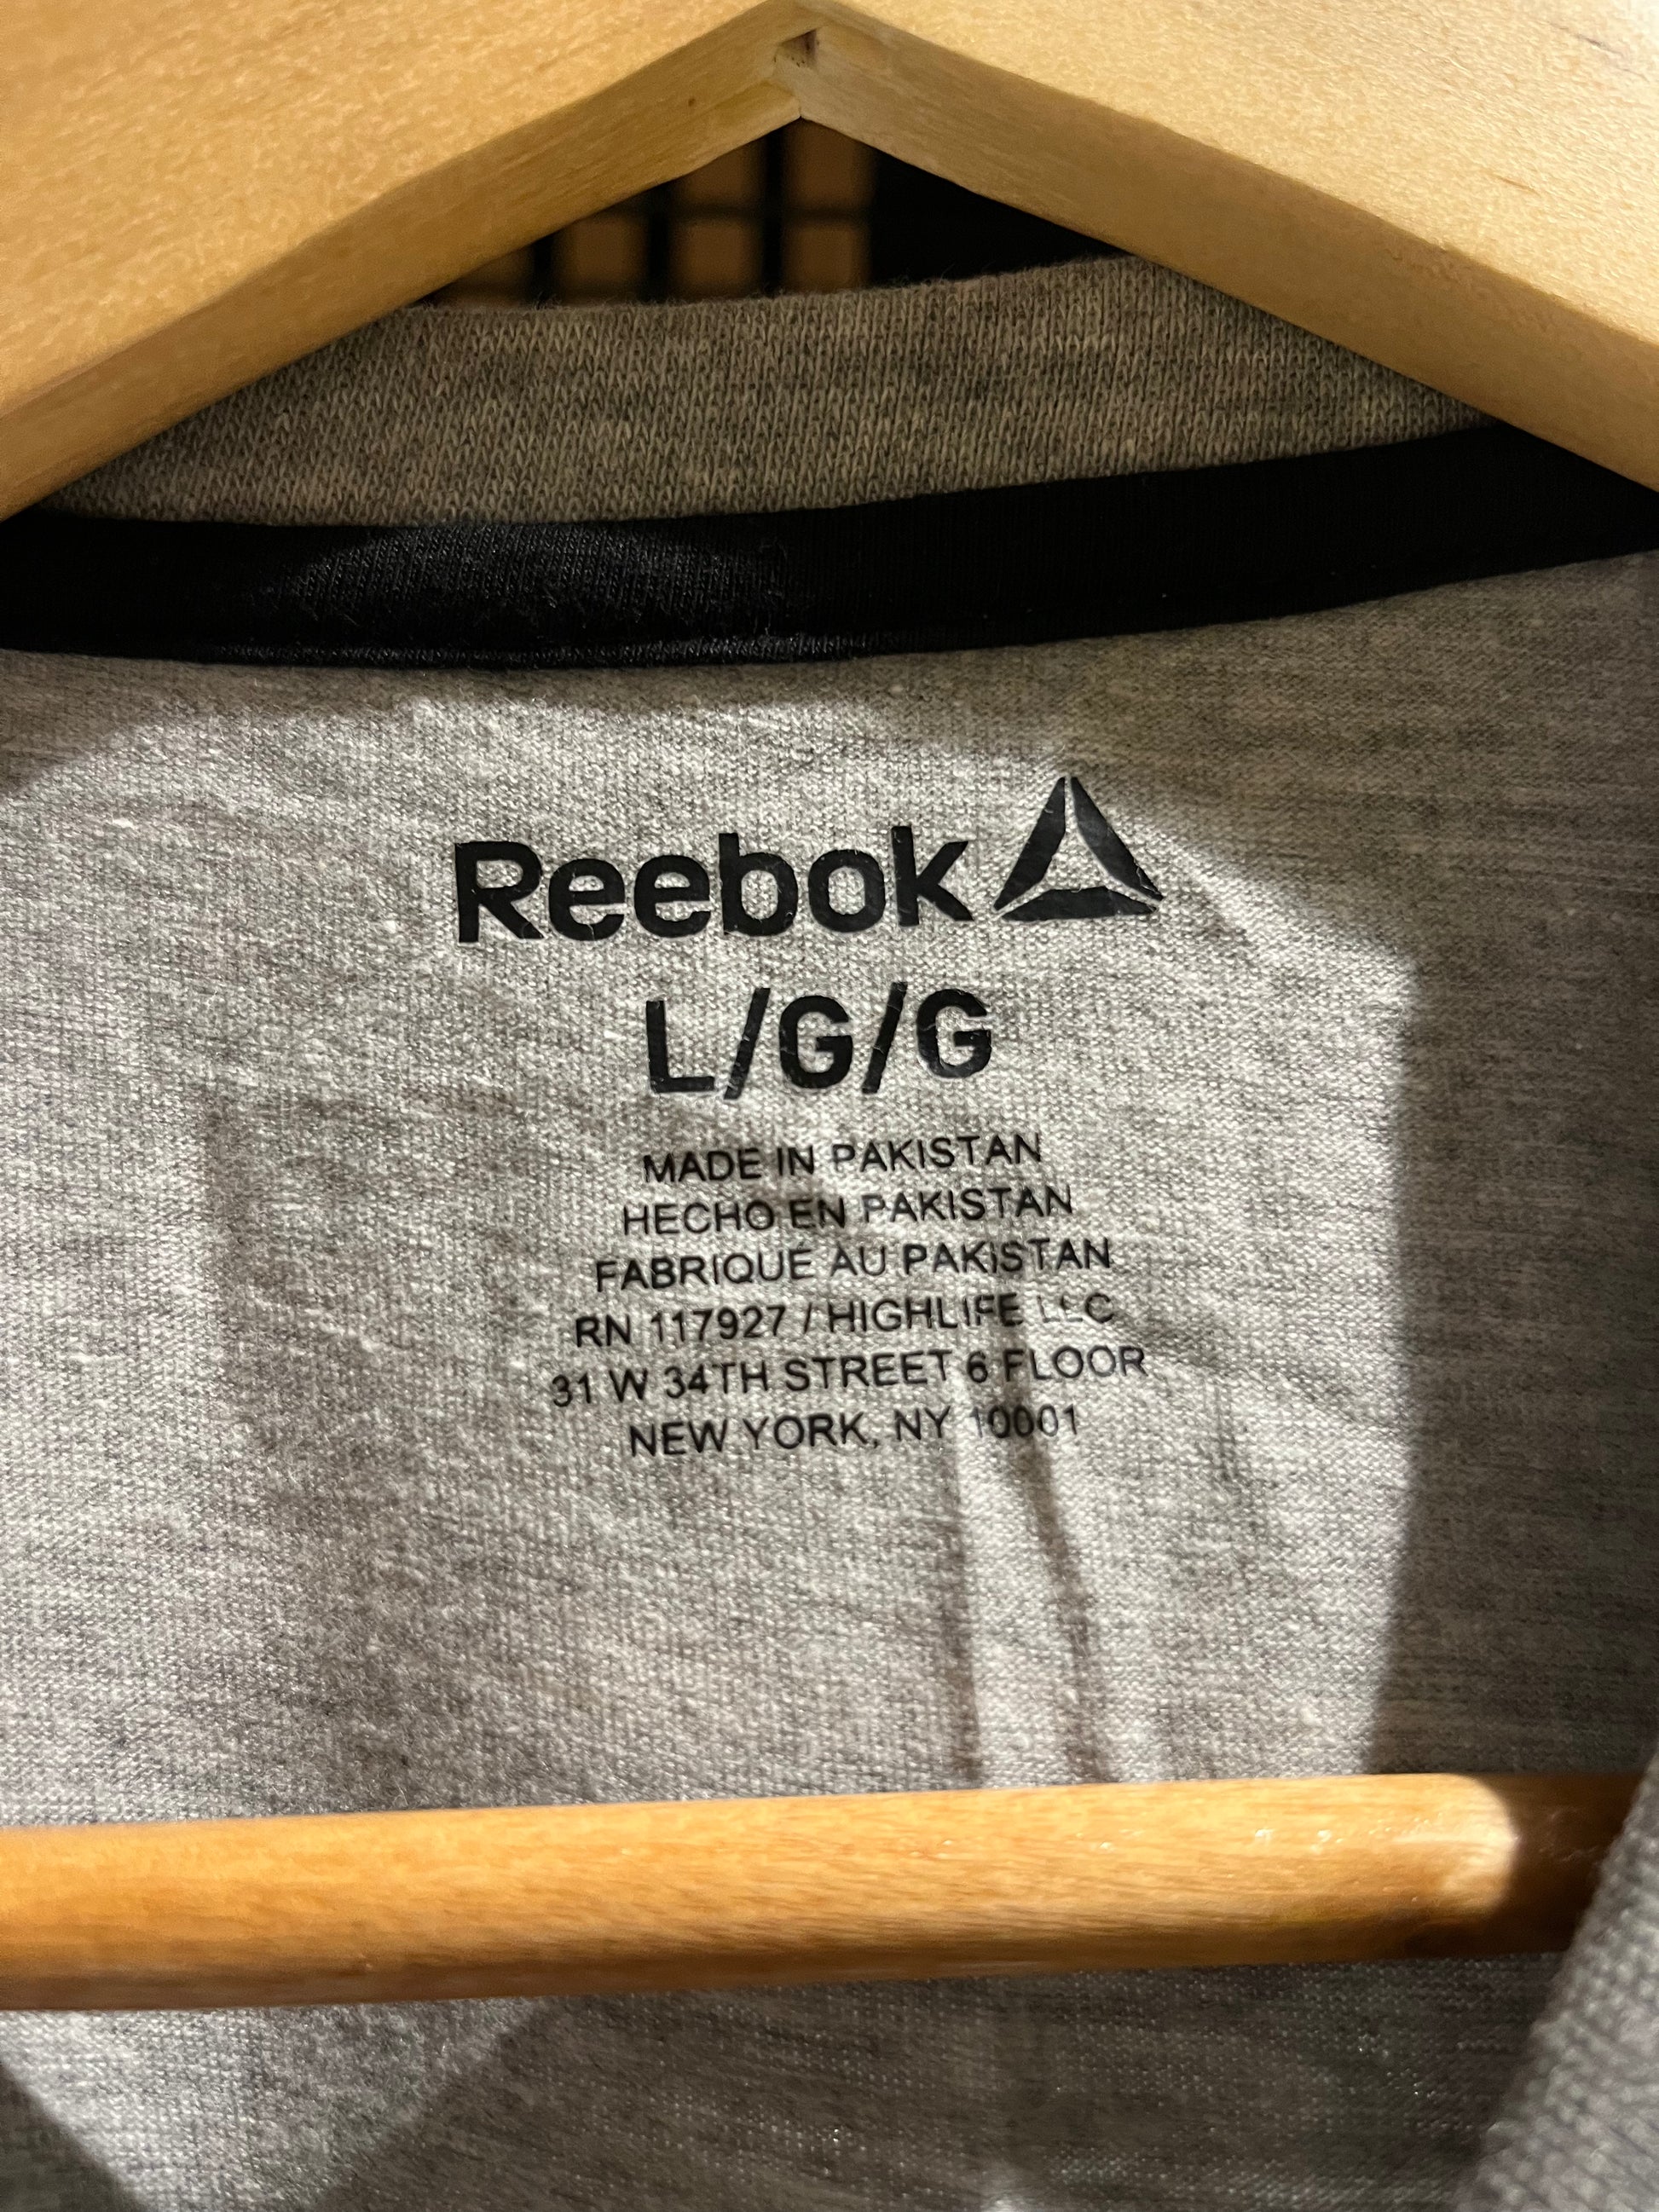 Reebok
L/G/G
MADE IN PAKISTAN
HECHO EN PAKISTAN
FABRIQUÉ AU PAKISTAN
RN 117927 / HIGHLIFE LLC
31 W 34TH STREET 6 FLOOR
NEW YORK, NY 10001